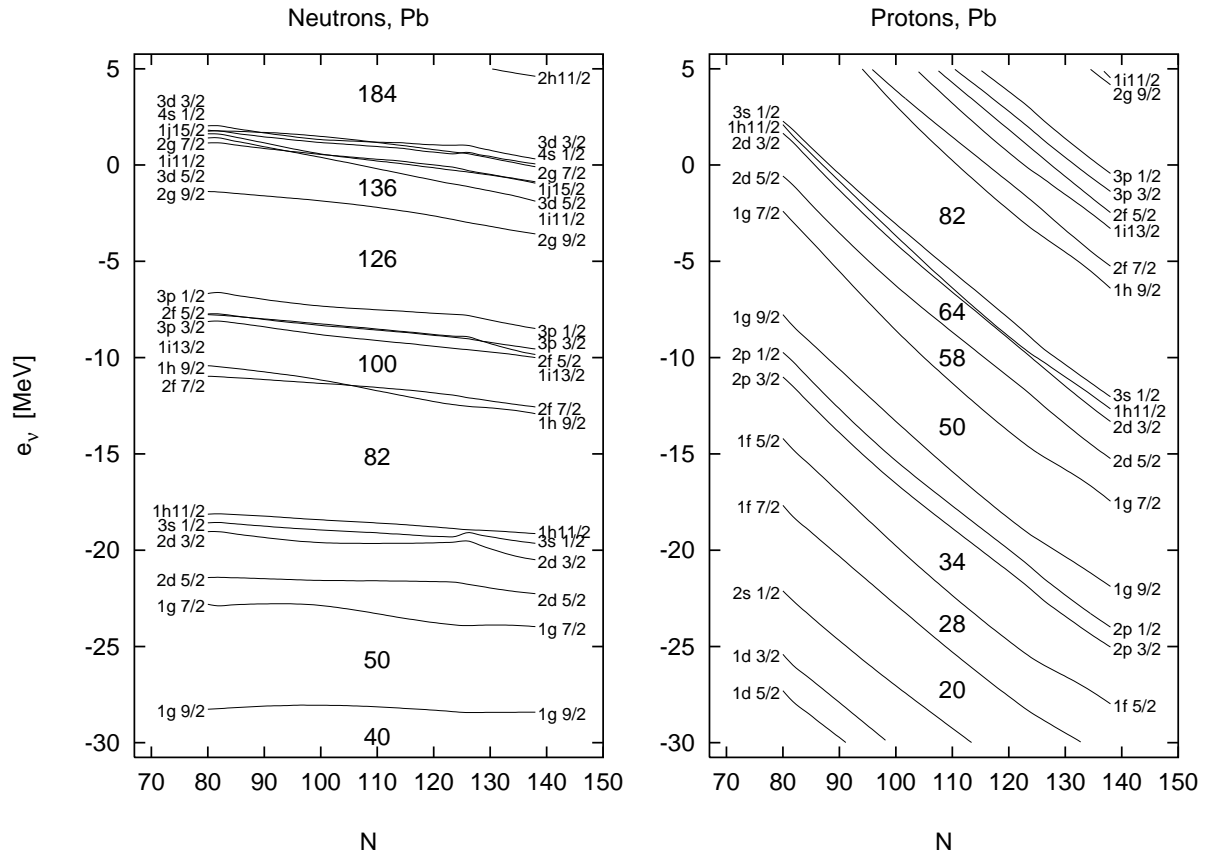 Neutrons, Pb
5
0
-5
-10
-15
-20
-25
-30
e_ν [MeV]
70 80 90 100 110 120 130 140 150
N
3d 3/2
4s 1/2
1j15/2
2g 7/2
1i11/2
3d 5/2
2g 9/2
3p 1/2
2f 5/2
3p 3/2
1i13/2
1h 9/2
2f 7/2
1h11/2
3s 1/2
2d 3/2
2d 5/2
1g 7/2
1g 9/2
184
136
126
100
82
50
40
2h11/2
3d 3/2
4s 1/2
2g 7/2
1j15/2
3d 5/2
1i11/2
2g 9/2
3p 1/2
3p 3/2
2f 5/2
1i13/2
2f 7/2
1h 9/2
1h11/2
3s 1/2
2d 3/2
2d 5/2
1g 7/2
1g 9/2
Protons, Pb
5
0
-5
-10
-15
-20
-25
-30
70 80 90 100 110 120 130 140 150
N
3s 1/2
1h11/2
2d 3/2
2d 5/2
1g 7/2
1g 9/2
2p 1/2
2p 3/2
1f 5/2
1f 7/2
2s 1/2
1d 3/2
1d 5/2
82
64
58
50
34
28
20
1i11/2
2g 9/2
3p 1/2
3p 3/2
2f 5/2
1i13/2
2f 7/2
1h 9/2
3s 1/2
1h11/2
2d 3/2
2d 5/2
1g 7/2
1g 9/2
2p 1/2
2p 3/2
1f 5/2